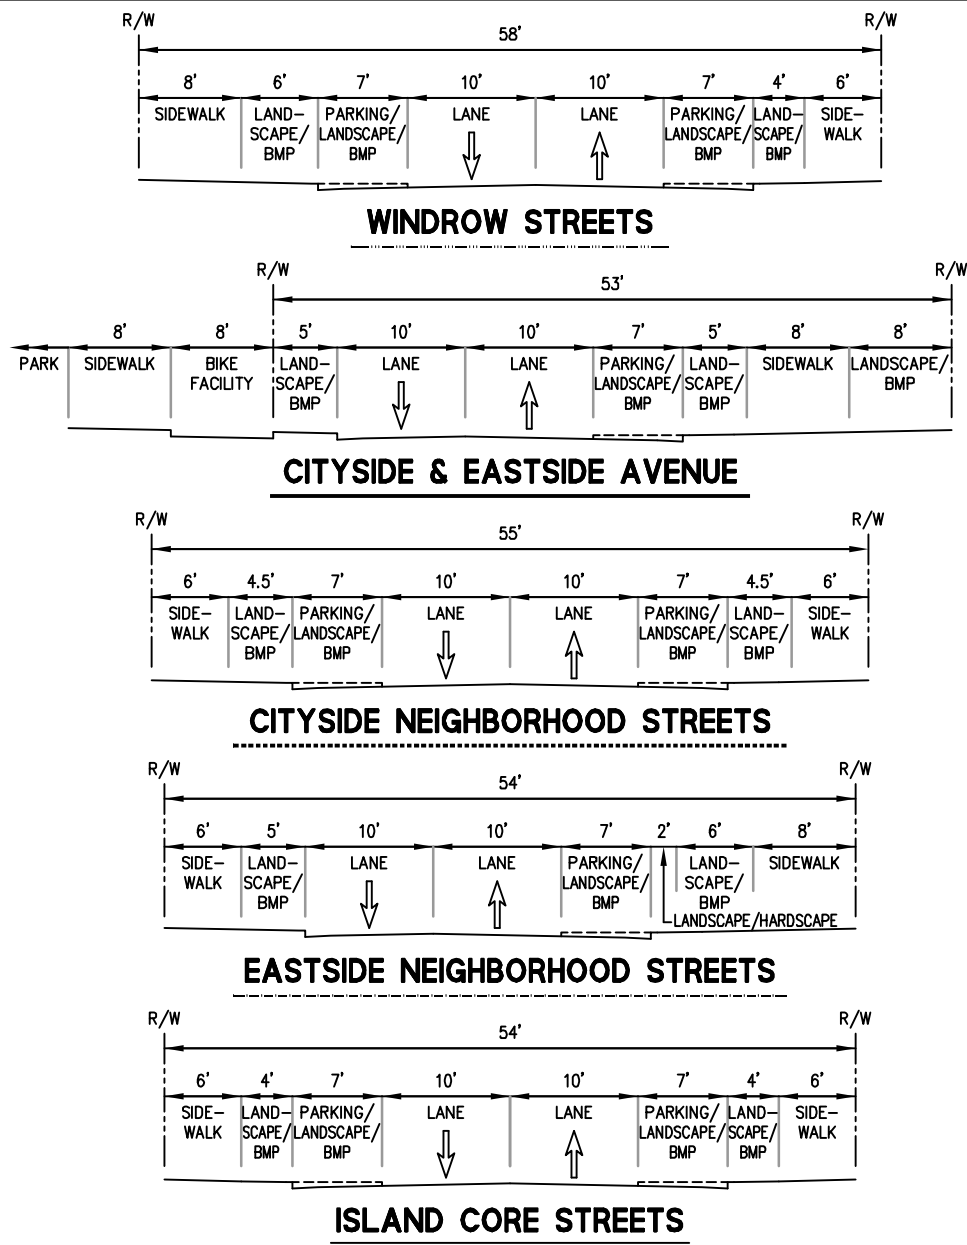 R/W R/W
58'
8' 6' 7' 10' 10' 7' 4' 6'
SIDEWALK LAND- PARKING/ LANE LANE PARKING/ LAND- SIDE-
SCAPE/ LANDSCAPE/ LANDSCAPE/ SCAPE/ WALK
BMP BMP BMP BMP
WINDROW STREETS
R/W R/W
53'
8' 8' 5' 10' 10' 7' 5' 8' 8'
PARK SIDEWALK BIKE LAND- LANE LANE PARKING/ LAND- SIDEWALK LANDSCAPE/
FACILITY SCAPE/ LANDSCAPE/ SCAPE/ BMP
BMP BMP BMP
CITYSIDE & EASTSIDE AVENUE
R/W R/W
55'
6' 4.5' 7' 10' 10' 7' 4.5' 6'
SIDE- LAND- PARKING/ LANE LANE PARKING/ LAND- SIDE-
WALK SCAPE/ LANDSCAPE/ LANDSCAPE/ SCAPE/ WALK
BMP BMP BMP BMP
CITYSIDE NEIGHBORHOOD STREETS
R/W R/W
54'
6' 5' 10' 10' 7' 2' 6' 8'
SIDE- LAND- LANE LANE PARKING/ LAND- SIDEWALK
WALK SCAPE/ LANDSCAPE/ SCAPE/
BMP BMP BMP
LANDSCAPE/HARDSCAPE
EASTSIDE NEIGHBORHOOD STREETS
R/W R/W
54'
6' 4' 7' 10' 10' 7' 4' 6'
SIDE- LAND- PARKING/ LANE LANE PARKING/ LAND- SIDE-
WALK SCAPE/ LANDSCAPE/ LANDSCAPE/ SCAPE/ WALK
BMP BMP BMP BMP
ISLAND CORE STREETS